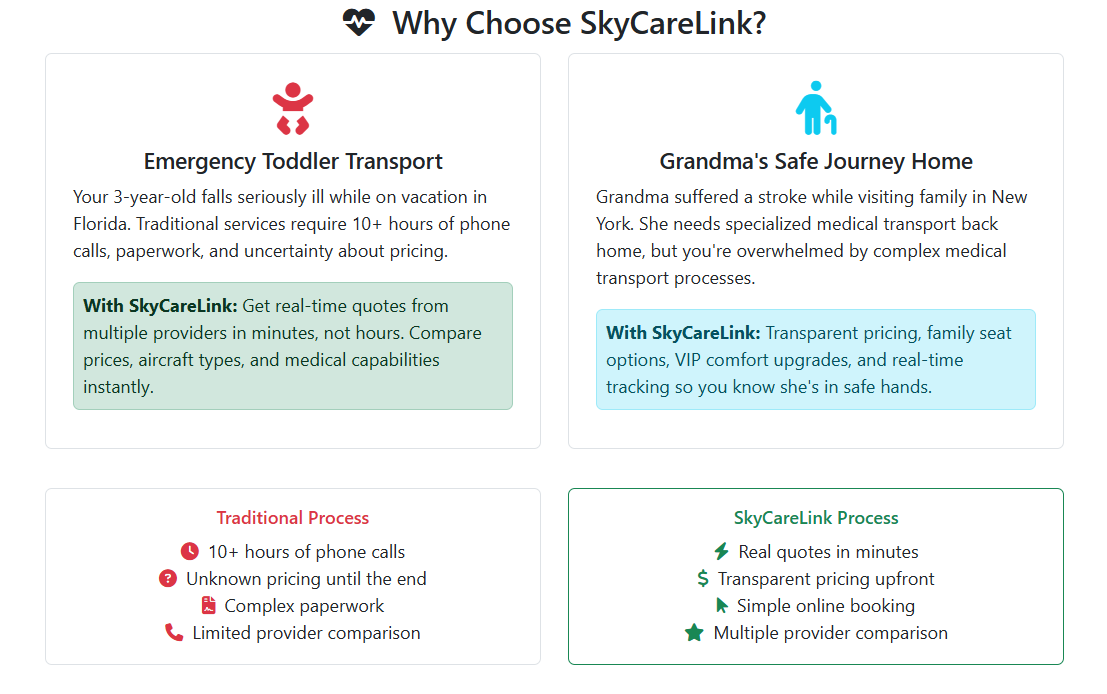 Why Choose SkyCareLink?
Emergency Toddler Transport
Your 3-year-old falls seriously ill while on vacation in
Florida. Traditional services require 10+ hours of phone
calls, paperwork, and uncertainty about pricing.
With SkyCareLink: Get real-time quotes from
multiple providers in minutes, not hours. Compare
prices, aircraft types, and medical capabilities
instantly.
Grandma's Safe Journey Home
Grandma suffered a stroke while visiting family in New
York. She needs specialized medical transport back
home, but you're overwhelmed by complex medical
transport processes.
With SkyCareLink: Transparent pricing, family seat
options, VIP comfort upgrades, and real-time
tracking so you know she's in safe hands.
Traditional Process
10+ hours of phone calls
Unknown pricing until the end
Complex paperwork
Limited provider comparison
SkyCareLink Process
Real quotes in minutes
Transparent pricing upfront
Simple online booking
Multiple provider comparison